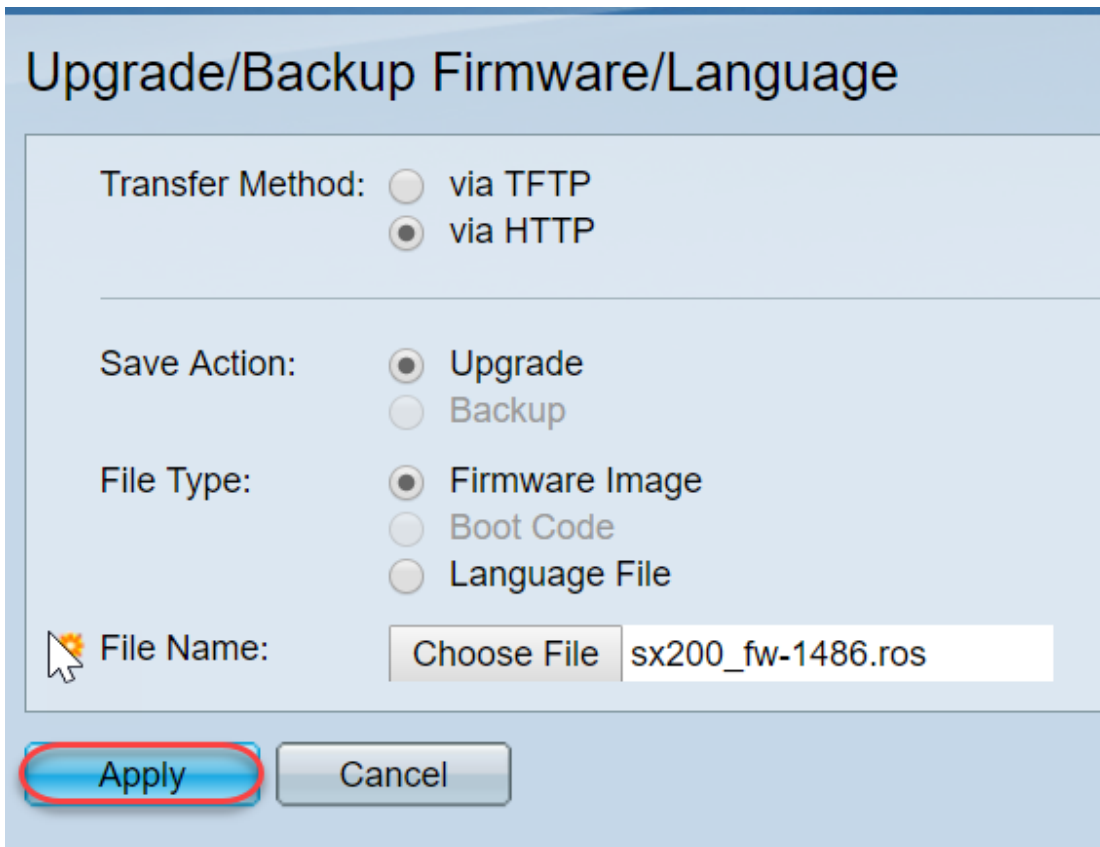 Upgrade/Backup Firmware/Language
Transfer Method: via TFTP
via HTTP
Save Action: Upgrade
Backup
File Type: Firmware Image
Boot Code
Language File
File Name: Choose File sx200_fw-1486.ros
Apply Cancel